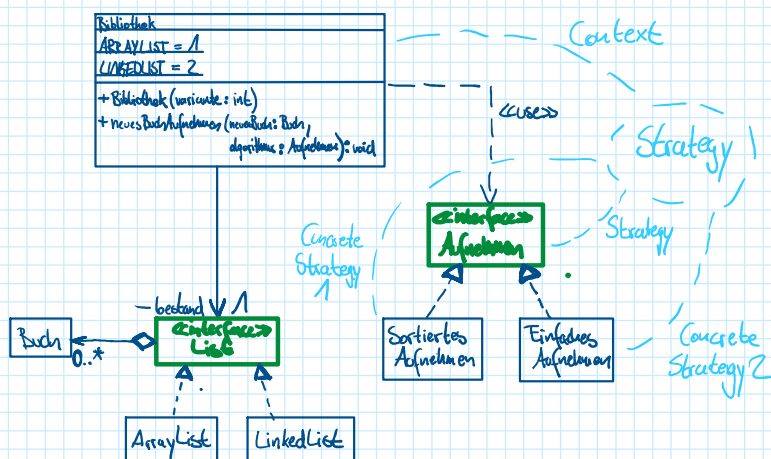 Bibliothek
ARRAYLIST = 1
LINKEDLIST = 2
+ Bibliothek (variante: int)
+ neuesBuchAufnehmen (neuesBuch: Buch,
algorithmus: Aufnehmen): void
Context
<<use>>
Strategy
<<interface>>
Aufnehmen
Strategy
Concrete
Strategy
1
- bestand 1
Buch
0..*
<<interface>>
List
Sortiertes
Aufnehmen
Einfaches
Aufnehmen
Concrete
Strategy 2
ArrayList
LinkedList